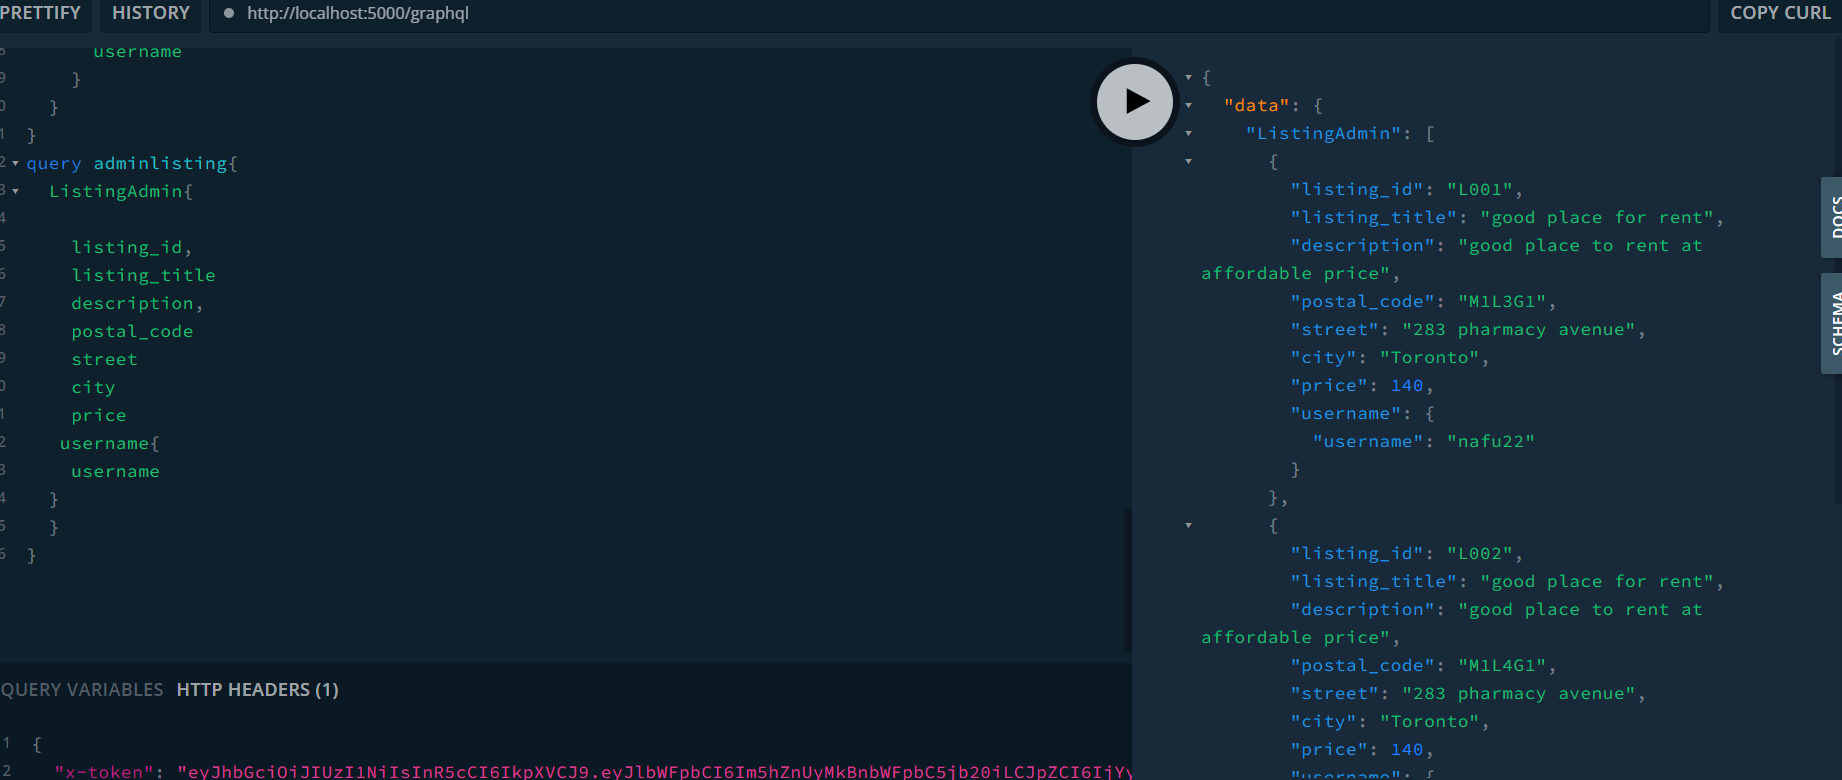 PRETTIFY HISTORY http://localhost:5000/graphql COPY CURL
8 username
9 }
0 }
1 }
2 query adminlisting{
3 ListingAdmin{
4
5 listing_id,
6 listing_title
7 description,
8 postal_code
9 street
0 city
1 price
2 username{
3 username
4 }
5 }
6 }
QUERY VARIABLES HTTP HEADERS (1)
1 {
2 "x-token": "eyJhbGciOiJIUzI1NiIsInR5cCI6IkpXVCJ9.eyJlbWFpbCI6Im5hZnUyMkBnbWFpbC5jb20iLCJpZCI6IjYy
{
"data": {
"ListingAdmin": [
{
"listing_id": "L001",
"listing_title": "good place for rent",
"description": "good place to rent at
affordable price",
"postal_code": "M1L3G1",
"street": "283 pharmacy avenue",
"city": "Toronto",
"price": 140,
"username": {
"username": "nafu22"
}
},
{
"listing_id": "L002",
"listing_title": "good place for rent",
"description": "good place to rent at
affordable price",
"postal_code": "M1L4G1",
"street": "283 pharmacy avenue",
"city": "Toronto",
"price": 140,
"username": {
DOCS
SCHEMA